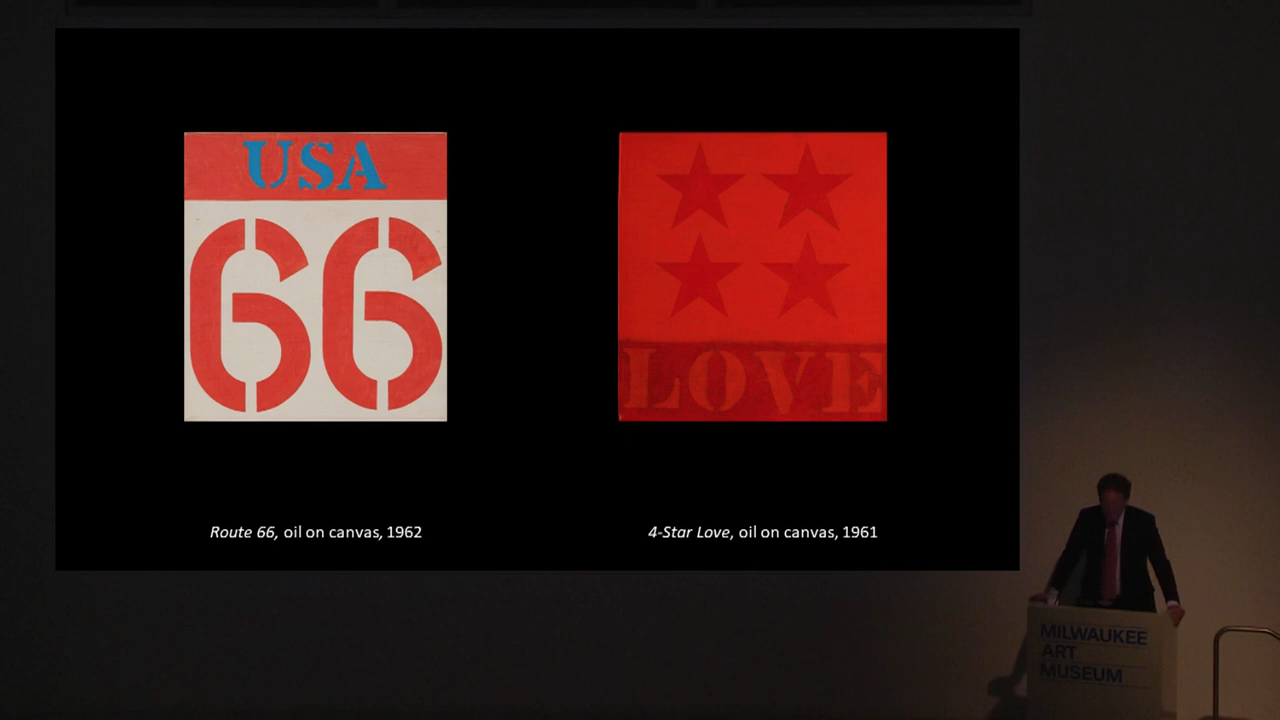 USA
66
LOVE
Route 66, oil on canvas, 1962
4-Star Love, oil on canvas, 1961
MILWAUKEE
ART
MUSEUM